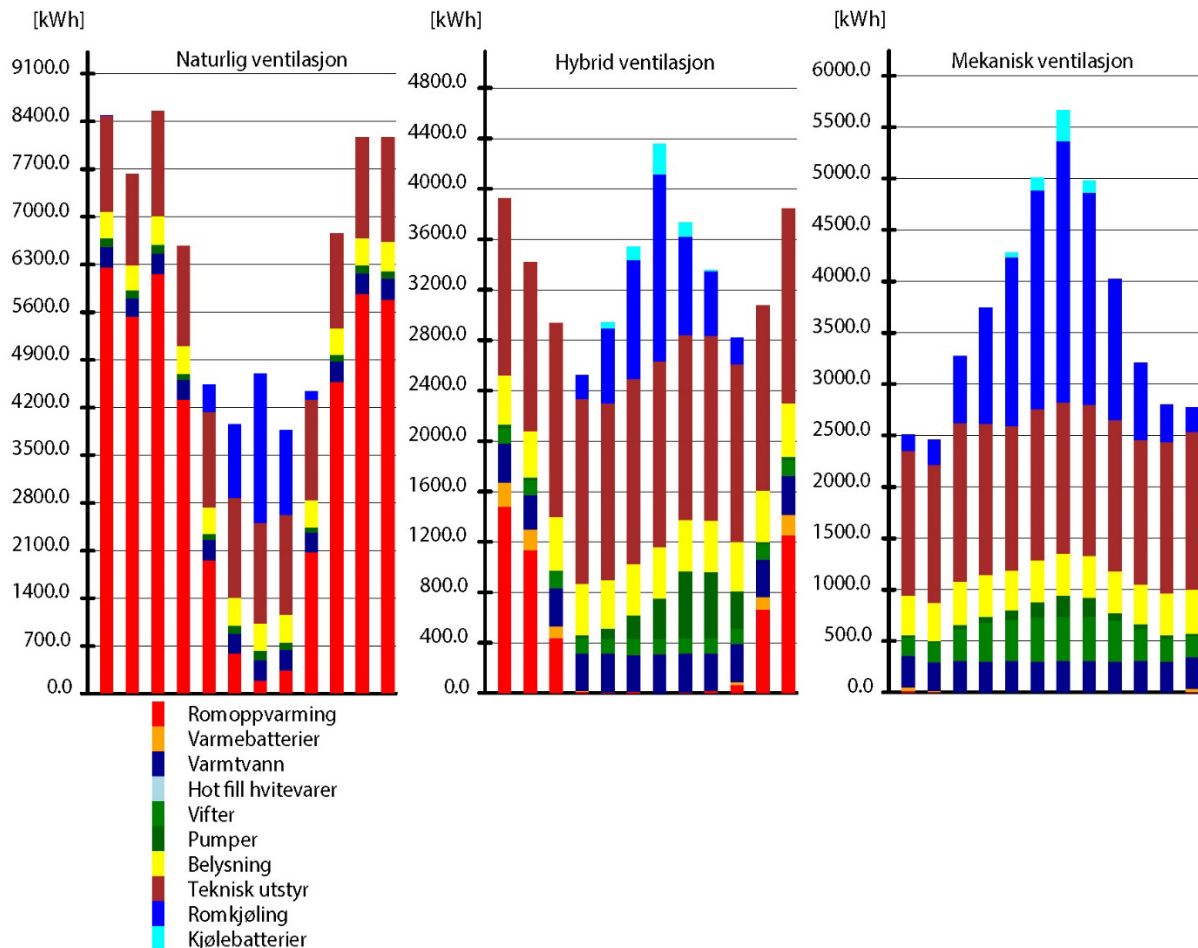 [kWh]
Naturlig ventilasjon
9100.0
8400.0
7700.0
7000.0
6300.0
5600.0
4900.0
4200.0
3500.0
2800.0
2100.0
1400.0
700.0
0.0
[kWh]
Hybrid ventilasjon
4800.0
4400.0
4000.0
3600.0
3200.0
2800.0
2400.0
2000.0
1600.0
1200.0
800.0
400.0
0.0
[kWh]
Mekanisk ventilasjon
6000.0
5500.0
5000.0
4500.0
4000.0
3500.0
3000.0
2500.0
2000.0
1500.0
1000.0
500.0
0.0
Romoppvarming
Varmebatterier
Varmtvann
Hot fill hvitevarer
Vifter
Pumper
Belysning
Teknisk utstyr
Romkjøling
Kjølebatterier